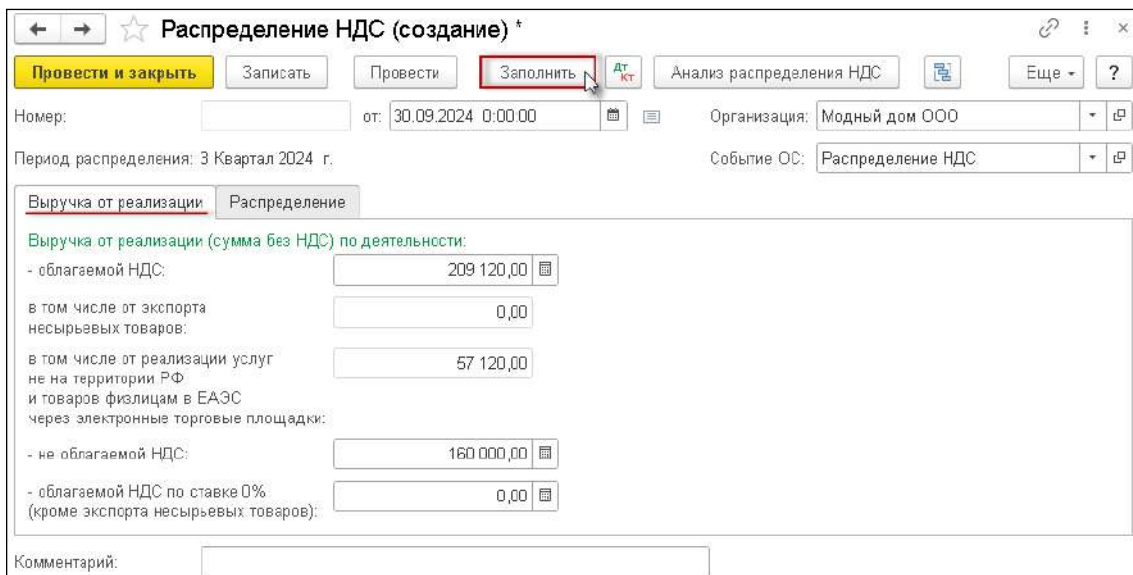 Распределение НДС (создание) *
Провести и закрыть Записать Провести Заполнить Дт Кт Анализ распределения НДС Еще ?
Номер: от: 30.09.2024 0:00:00 Организация: Модный дом ООО
Период распределения: 3 Квартал 2024 г. Событие ОС: Распределение НДС
Выручка от реализации Распределение
Выручка от реализации (сумма без НДС) по деятельности:
- облагаемой НДС: 209 120,00
в том числе от экспорта
несырьевых товаров: 0,00
в том числе от реализации услуг 57 120,00
не на территории РФ
и товаров физлицам в ЕАЭС
через электронные торговые площадки:
- не облагаемой НДС: 160 000,00
- облагаемой НДС по ставке 0%
(кроме экспорта несырьевых товаров): 0,00
Комментарий: